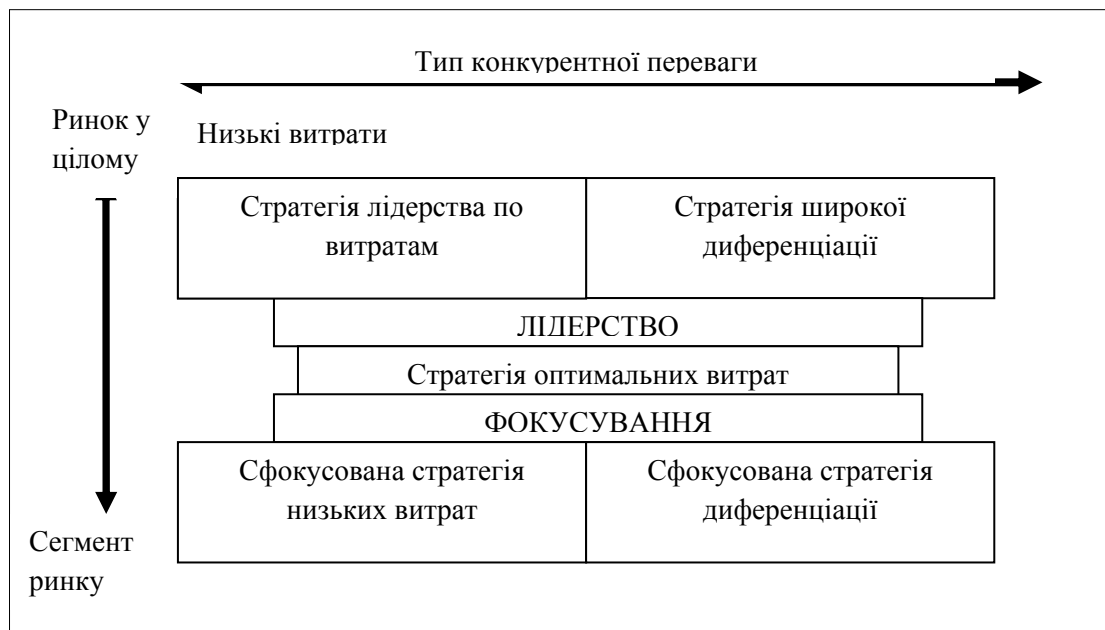 Тип конкурентної переваги
Ринок у
цілому
Низькі витрати
Стратегія лідерства по
витратам
Стратегія широкої
диференціації
ЛІДЕРСТВО
Стратегія оптимальних витрат
ФОКУСУВАННЯ
Сфокусована стратегія
низьких витрат
Сфокусована стратегія
диференціації
Сегмент
ринку